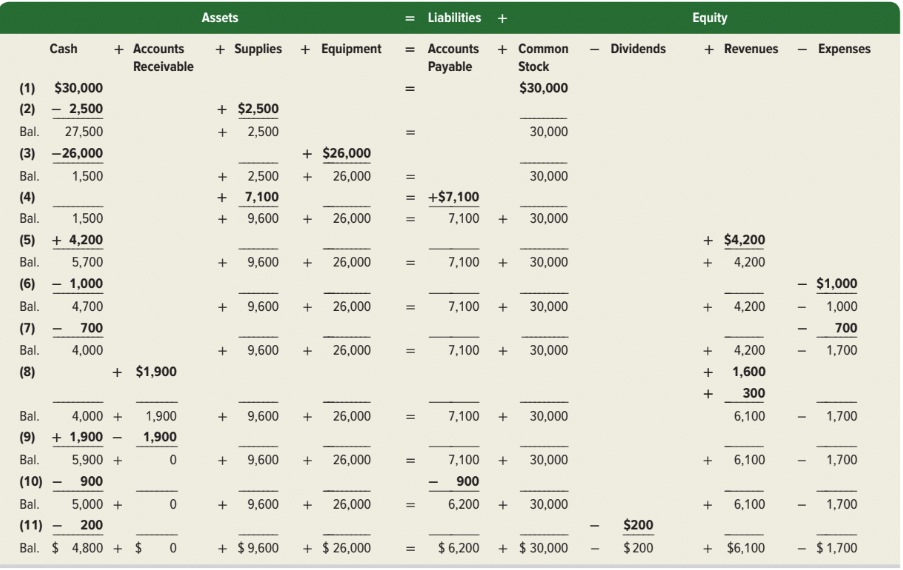 Assets = Liabilities + Equity
Cash + Accounts + Supplies + Equipment = Accounts + Common − Dividends + Revenues − Expenses
Receivable Payable Stock
(1) $30,000 = $30,000
(2) − 2,500 + $2,500
Bal. 27,500 + 2,500 = 30,000
(3) −26,000 + $26,000
Bal. 1,500 + 2,500 + 26,000 = 30,000
(4) + 7,100 = +$7,100
Bal. 1,500 + 9,600 + 26,000 = 7,100 + 30,000
(5) + 4,200 + $4,200
Bal. 5,700 + 9,600 + 26,000 = 7,100 + 30,000 + 4,200
(6) − 1,000 − $1,000
Bal. 4,700 + 9,600 + 26,000 = 7,100 + 30,000 + 4,200 − 1,000
(7) − 700 − 700
Bal. 4,000 + 9,600 + 26,000 = 7,100 + 30,000 + 4,200 − 1,700
(8) + $1,900 + 1,600
+ 300
Bal. 4,000 + 1,900 + 9,600 + 26,000 = 7,100 + 30,000 6,100 − 1,700
(9) + 1,900 − 1,900
Bal. 5,900 + 0 + 9,600 + 26,000 = 7,100 + 30,000 + 6,100 − 1,700
(10) − 900 − 900
Bal. 5,000 + 0 + 9,600 + 26,000 = 6,200 + 30,000 + 6,100 − 1,700
(11) − 200 − $200
Bal. $ 4,800 + $ 0 + $ 9,600 + $ 26,000 = $ 6,200 + $ 30,000 − $ 200 + $6,100 − $ 1,700